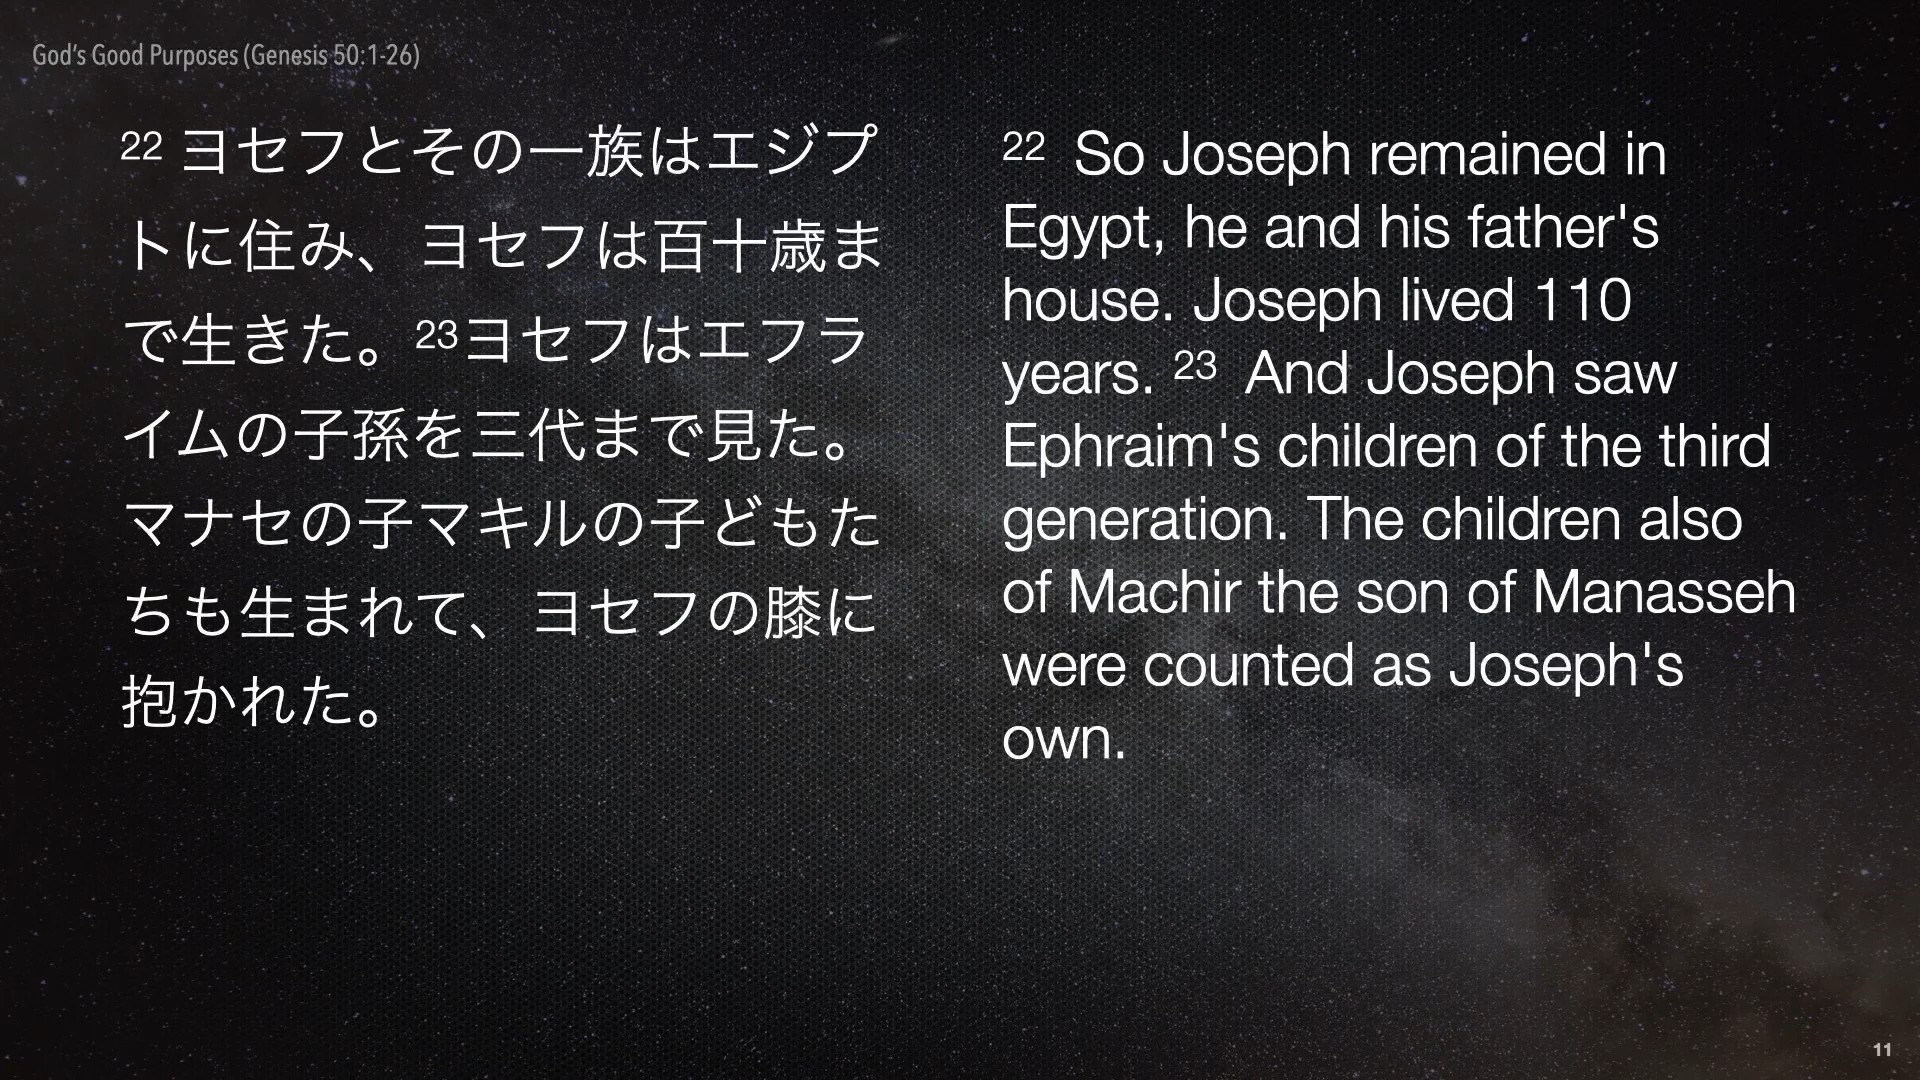 God’s Good Purposes (Genesis 50:1-26)
22 ヨセフとその一族はエジプ
トに住み、ヨセフは百十歳ま
で生きた。23ヨセフはエフラ
イムの子孫を三代まで見た。
マナセの子マキルの子どもた
ちも生まれて、ヨセフの膝に
抱かれた。
22 So Joseph remained in
Egypt, he and his father's
house. Joseph lived 110
years. 23 And Joseph saw
Ephraim's children of the third
generation. The children also
of Machir the son of Manasseh
were counted as Joseph's
own.
11